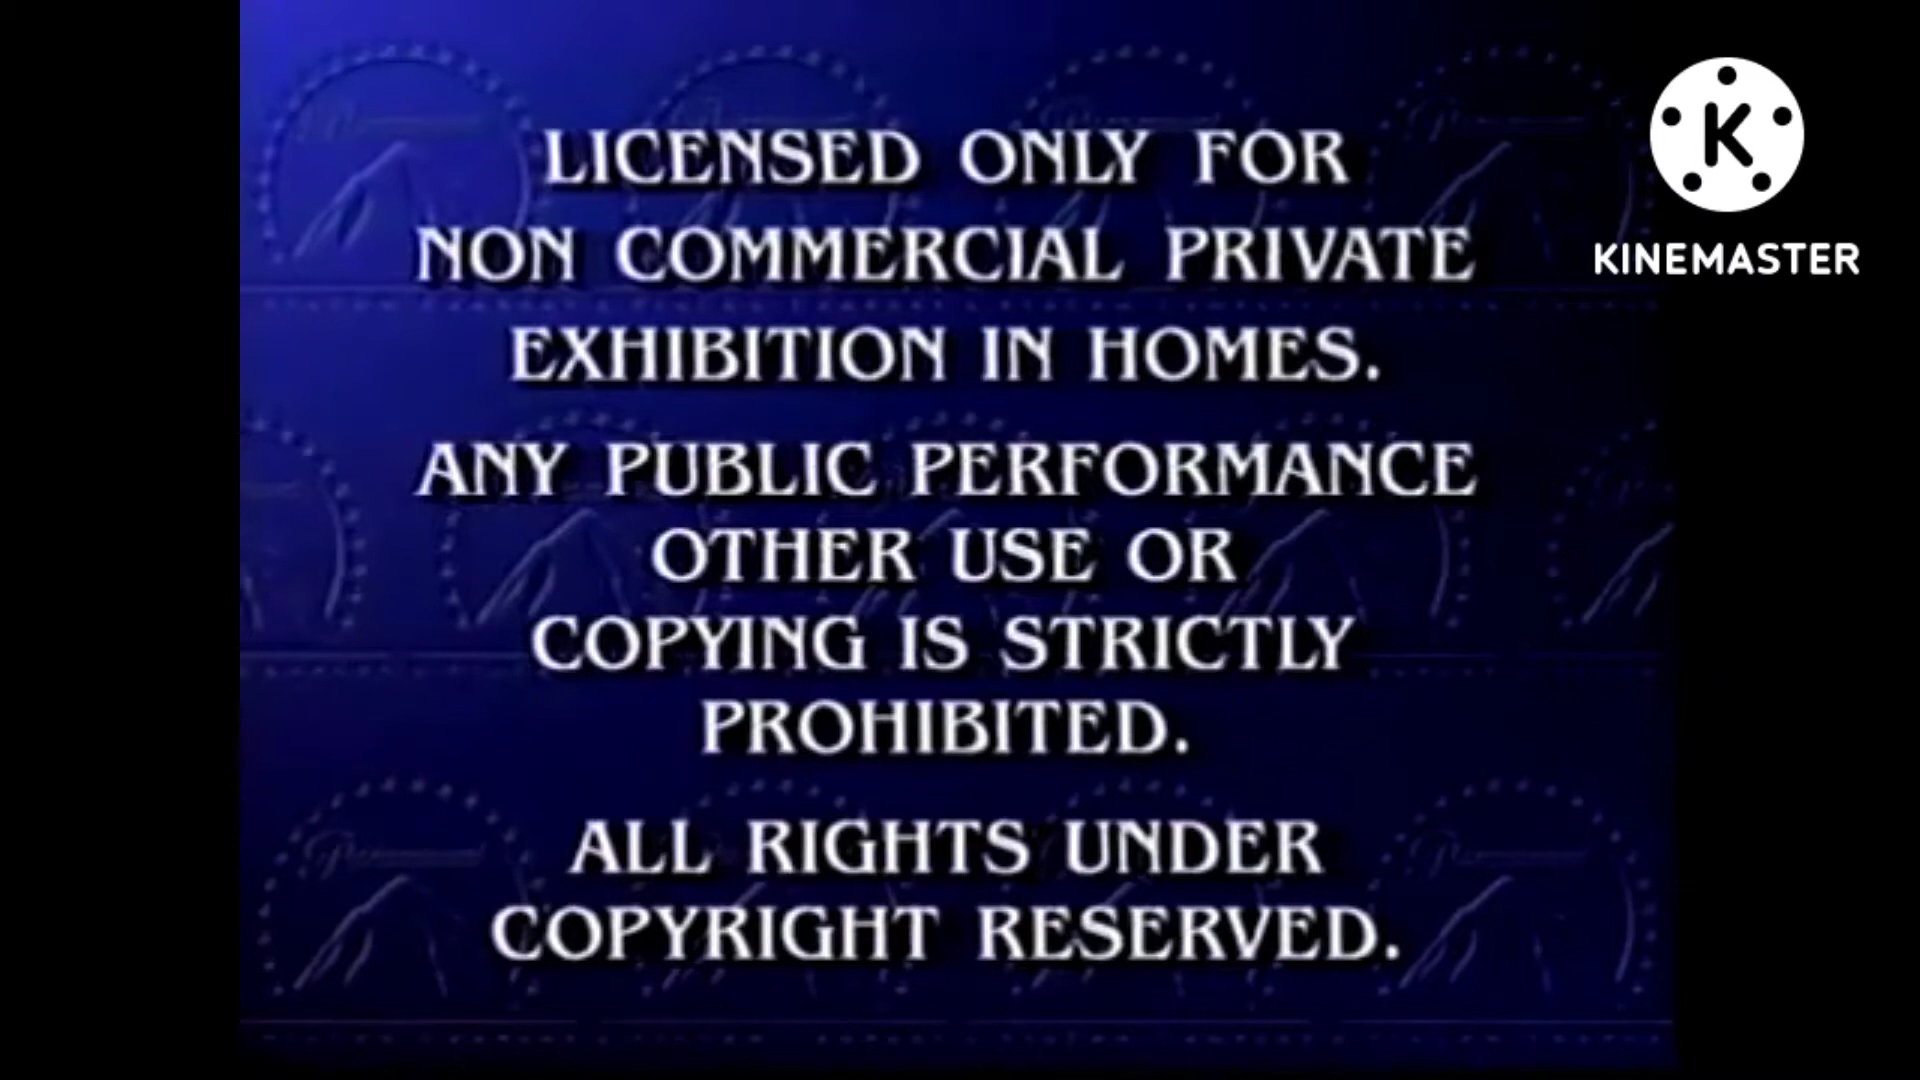 LICENSED ONLY FOR
NON COMMERCIAL PRIVATE
EXHIBITION IN HOMES.
ANY PUBLIC PERFORMANCE
OTHER USE OR
COPYING IS STRICTLY
PROHIBITED.
ALL RIGHTS UNDER
COPYRIGHT RESERVED.
K
KINEMASTER
Paramount